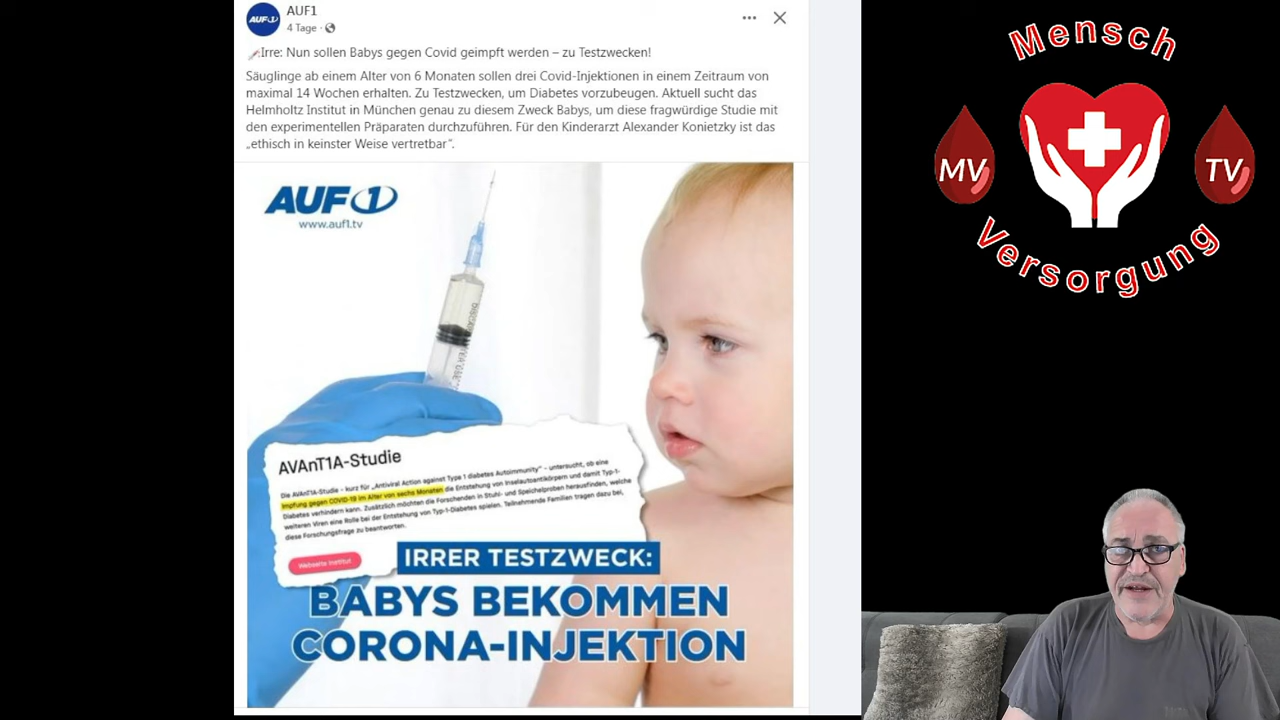 AUF1
4 Tage ·
Irre: Nun sollen Babys gegen Covid geimpft werden – zu Testzwecken!
Säuglinge ab einem Alter von 6 Monaten sollen drei Covid-Injektionen in einem Zeitraum von
maximal 14 Wochen erhalten. Zu Testzwecken, um Diabetes vorzubeugen. Aktuell sucht das
Helmholtz Institut in München genau zu diesem Zweck Babys, um diese fragwürdige Studie mit
den experimentellen Präparaten durchzuführen. Für den Kinderarzt Alexander Konietzky ist das
„ethisch in keinster Weise vertretbar“.
AUF1
www.auf1.tv
AVAnT1A-Studie
Die AVAnT1A-Studie – kurz für „Antiviral Action against Type 1 diabetes Autoimmunity“ – untersucht, ob eine
Impfung gegen COVID-19 im Alter von sechs Monaten die Entstehung von Inselautoantikörpern und damit Typ-1-
Diabetes verhindern kann. Zusätzlich möchten die Forschenden in Stuhl- und Speichelproben herausfinden, welche
weiteren Viren eine Rolle bei der Entstehung von Typ-1-Diabetes spielen. Teilnehmende Familien tragen dazu bei,
diese Forschungsfrage zu beantworten.
Webseite Institut
IRRER TESTZWECK:
BABYS BEKOMMEN
CORONA-INJEKTION
Mensch
MV
TV
Versorgung